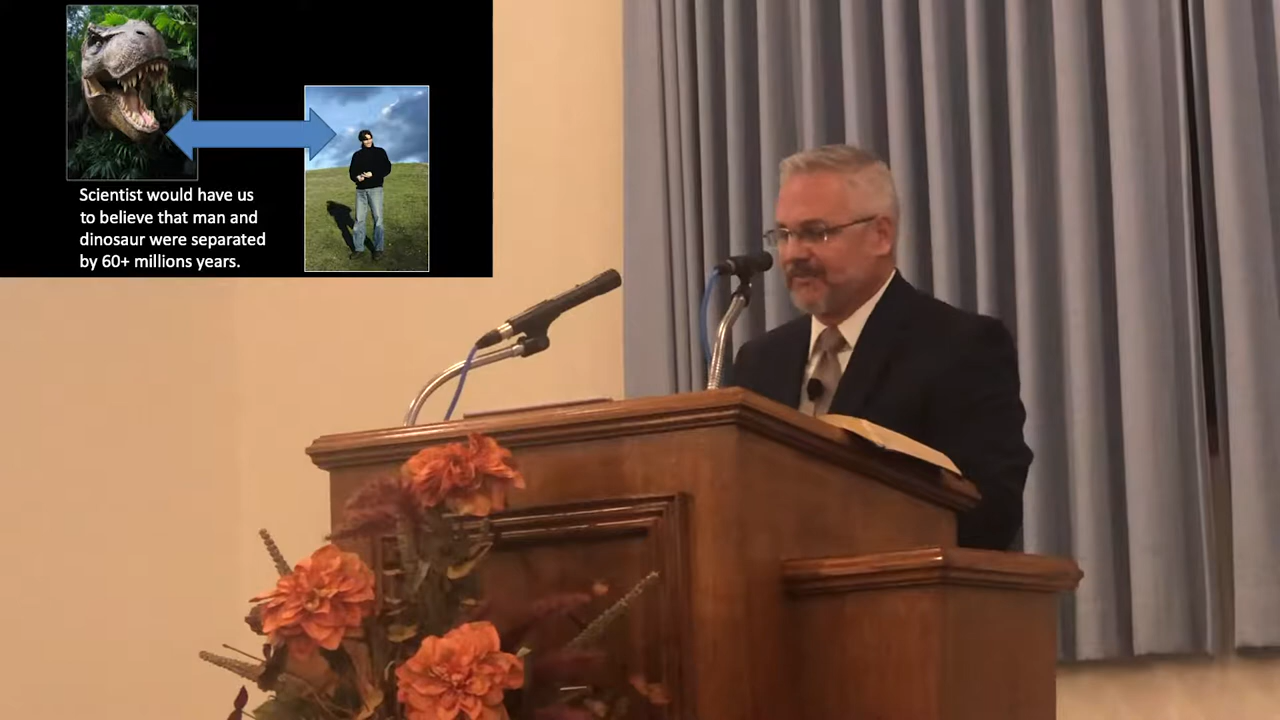 Scientist would have us
to believe that man and
dinosaur were separated
by 60+ millions years.